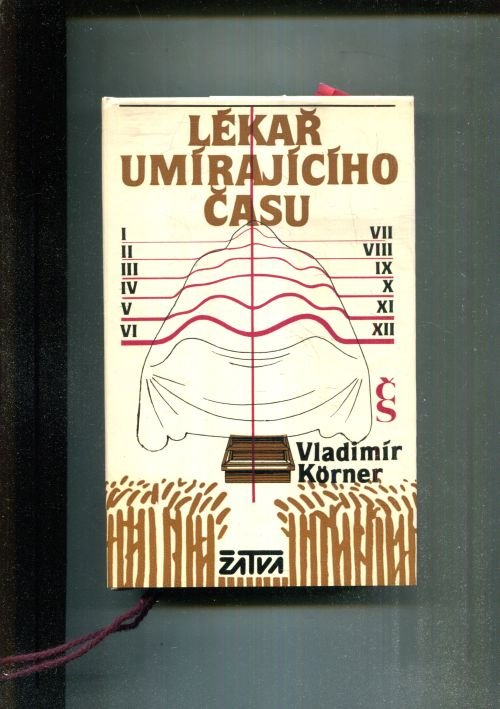 LÉKAŘ
UMÍRAJÍCÍHO
ČASU
I VII
II VIII
III IX
IV X
V XI
VI XII
ČS
Vladimír
Körner
ŽATVA